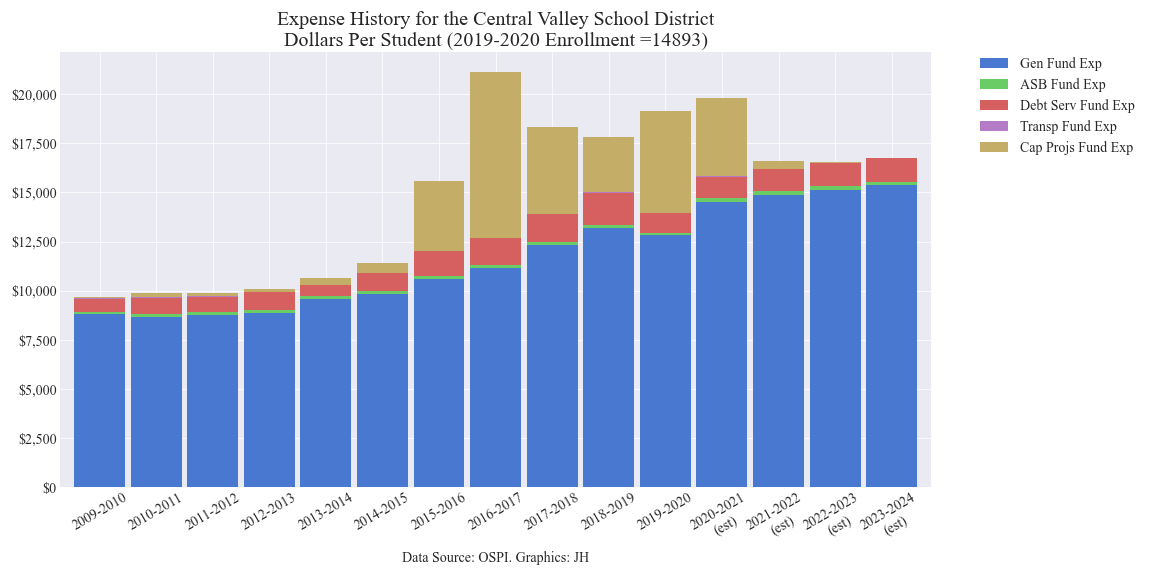 Expense History for the Central Valley School District
Dollars Per Student (2019-2020 Enrollment =14893)
$20,000
$17,500
$15,000
$12,500
$10,000
$7,500
$5,000
$2,500
$0
2009-2010
2010-2011
2011-2012
2012-2013
2013-2014
2014-2015
2015-2016
2016-2017
2017-2018
2018-2019
2019-2020
2020-2021
(est)
2021-2022
(est)
2022-2023
(est)
2023-2024
(est)
Gen Fund Exp
ASB Fund Exp
Debt Serv Fund Exp
Transp Fund Exp
Cap Projs Fund Exp
Data Source: OSPI. Graphics: JH